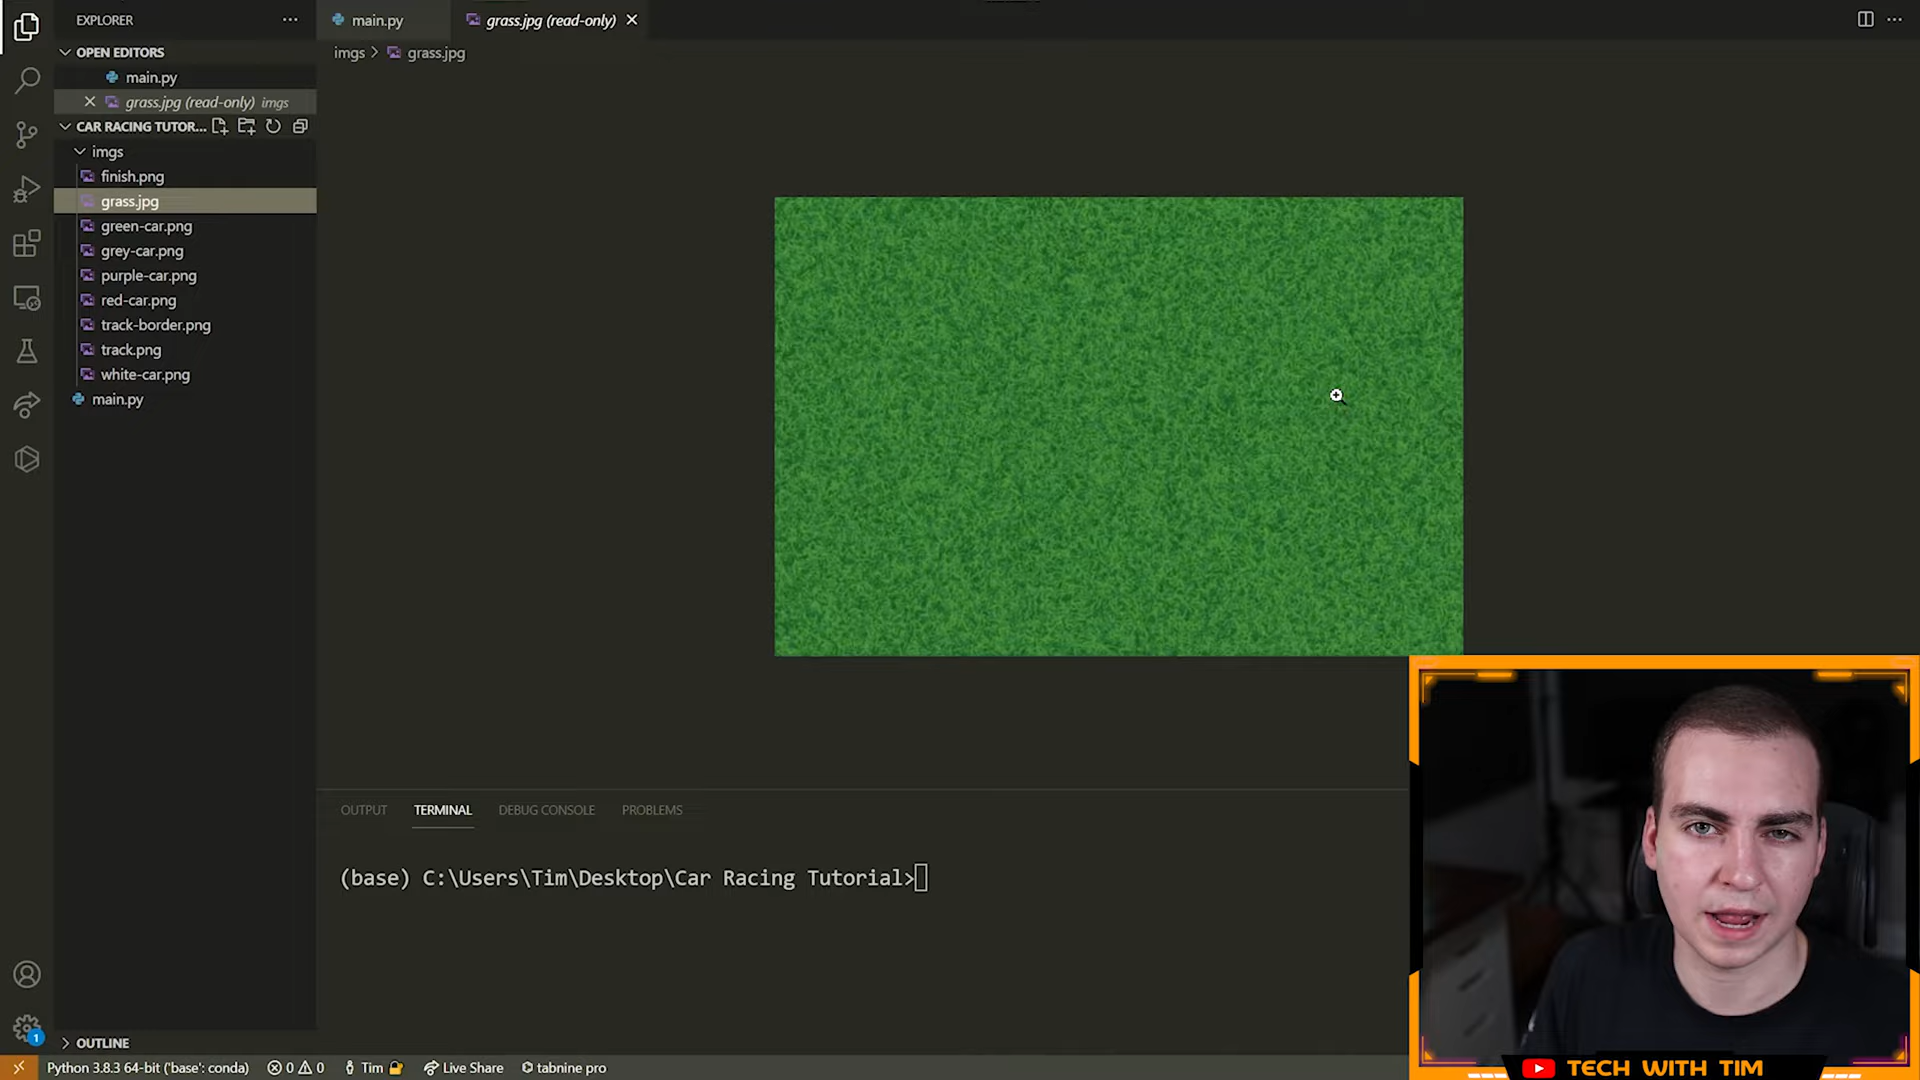 EXPLORER
main.py
grass.jpg (read-only)
OPEN EDITORS
main.py
grass.jpg (read-only) imgs
CAR RACING TUTOR...
imgs
finish.png
grass.jpg
green-car.png
grey-car.png
purple-car.png
red-car.png
track-border.png
track.png
white-car.png
main.py
OUTLINE
imgs > grass.jpg
OUTPUT TERMINAL DEBUG CONSOLE PROBLEMS
(base) C:\Users\Tim\Desktop\Car Racing Tutorial>
1
Python 3.8.3 64-bit ('base': conda) 0 0 Tim Live Share tabnine pro
TECH WITH TIM